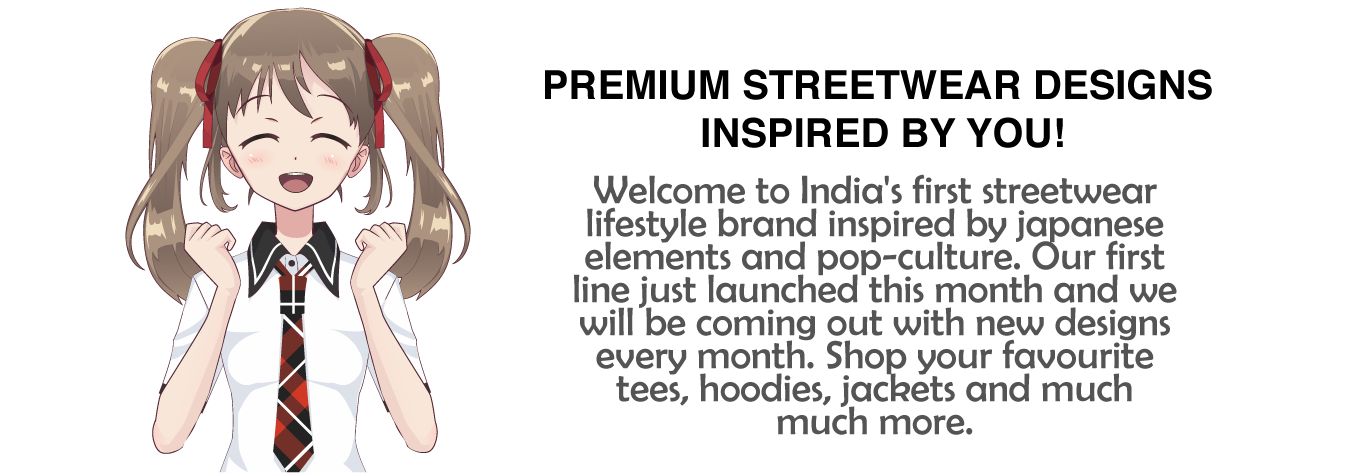 PREMIUM STREETWEAR DESIGNS
INSPIRED BY YOU!
Welcome to India's first streetwear
lifestyle brand inspired by japanese
elements and pop-culture. Our first
line just launched this month and we
will be coming out with new designs
every month. Shop your favourite
tees, hoodies, jackets and much
much more.